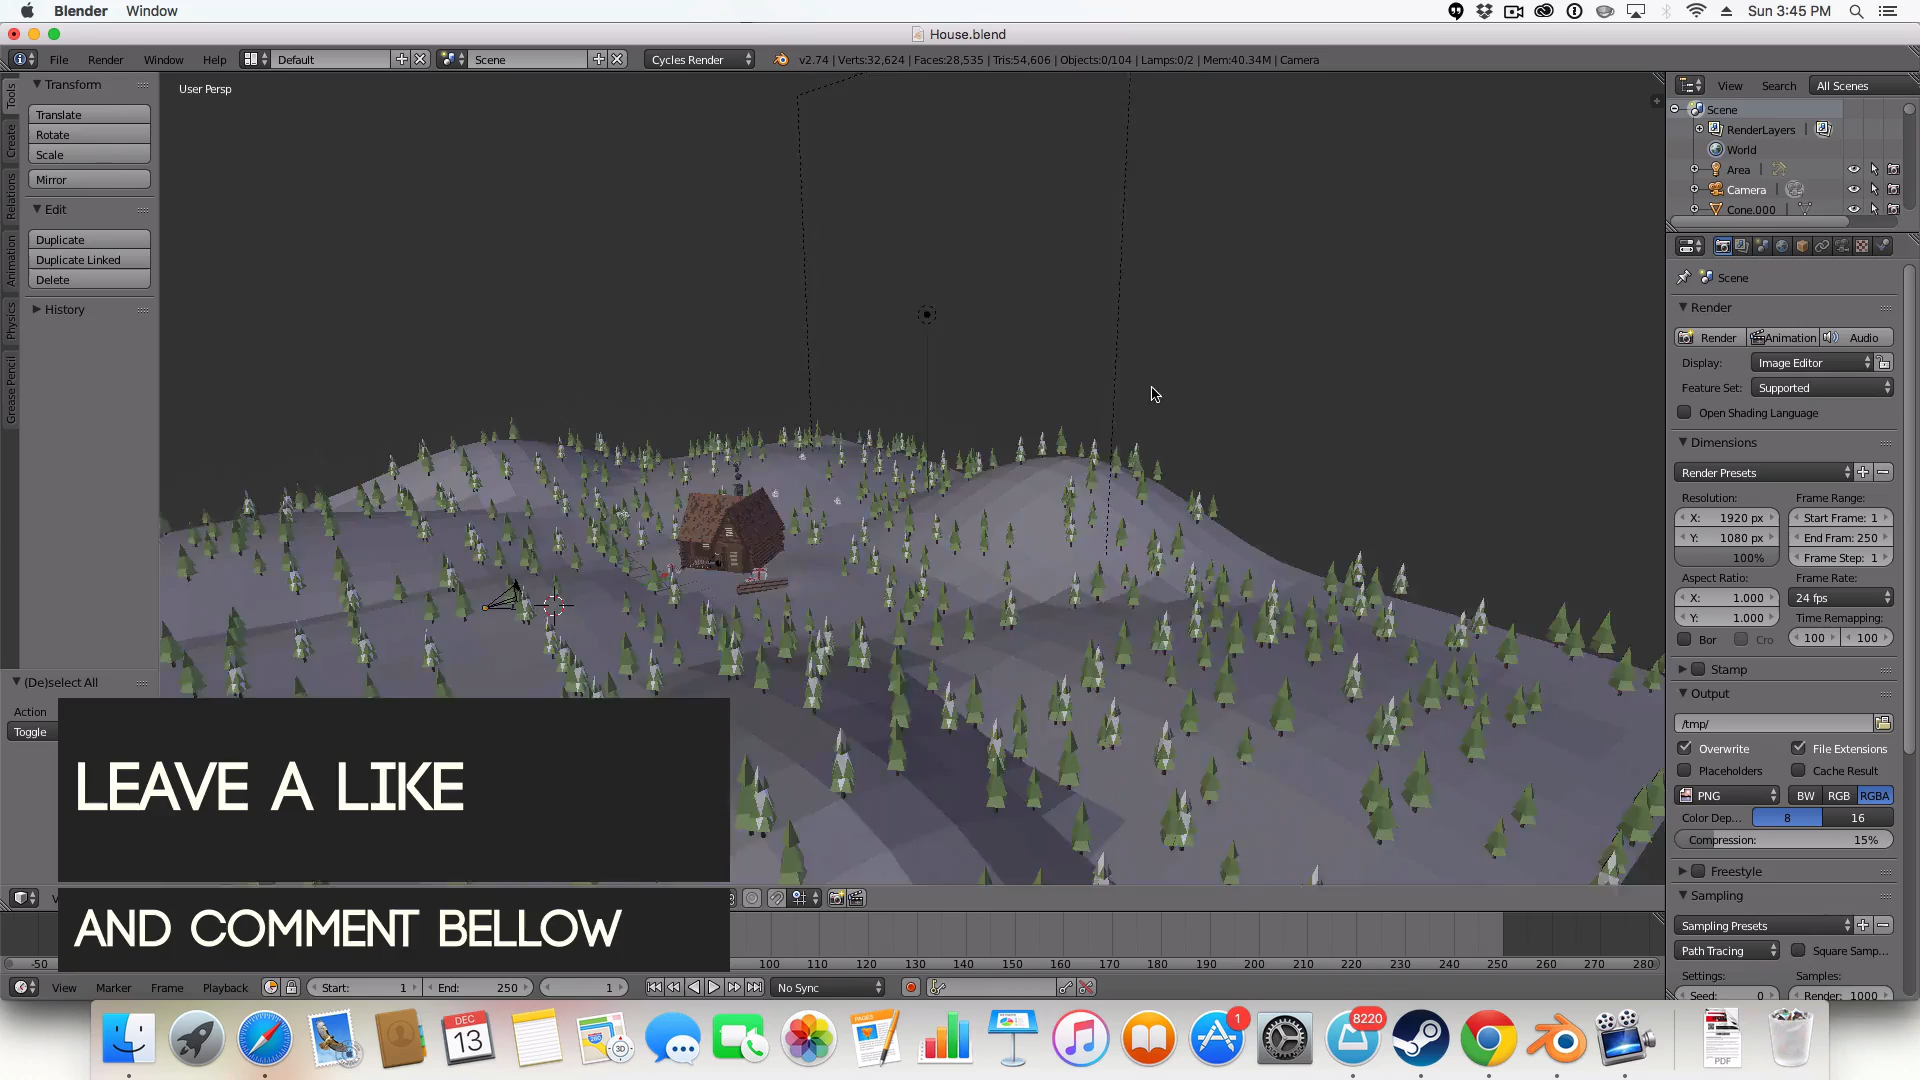 Blender Window
Sun 3:45 PM
House.blend
File Render Window Help Default Scene Cycles Render v2.74 | Verts:32,624 | Faces:28,535 | Tris:54,606 | Objects:0/104 | Lamps:0/2 | Mem:40.34M | Camera
Tools
Create
Relations
Animation
Physics
Grease Pencil
Transform
Translate
Rotate
Scale
Mirror
Edit
Duplicate
Duplicate Linked
Delete
History
(De)select All
Action
Toggle
User Persp
LEAVE A LIKE
AND COMMENT BELLOW
View Search All Scenes
Scene
RenderLayers
World
Area
Camera
Cone.000
Scene
Render
Render Animation Audio
Display: Image Editor
Feature Set: Supported
Open Shading Language
Dimensions
Render Presets
Resolution: Frame Range:
X: 1920 px Start Frame: 1
Y: 1080 px End Fram: 250
100% Frame Step: 1
Aspect Ratio: Frame Rate:
X: 1.000 24 fps
Y: 1.000 Time Remapping:
Bor Cro 100 100
Stamp
Output
/tmp/
Overwrite File Extensions
Placeholders Cache Result
PNG BW RGB RGBA
Color Dep... 8 16
Compression: 15%
Freestyle
Sampling
Sampling Presets
Path Tracing Square Samp...
Settings: Samples:
Seed: 0 Render: 1000
-50 100 110 120 130 140 150 160 170 180 190 200 210 220 230 240 250 260 270 280
View Marker Frame Playback Start: 1 End: 250 1 No Sync
DEC
13
3D
PAGES
1
8220
PDF